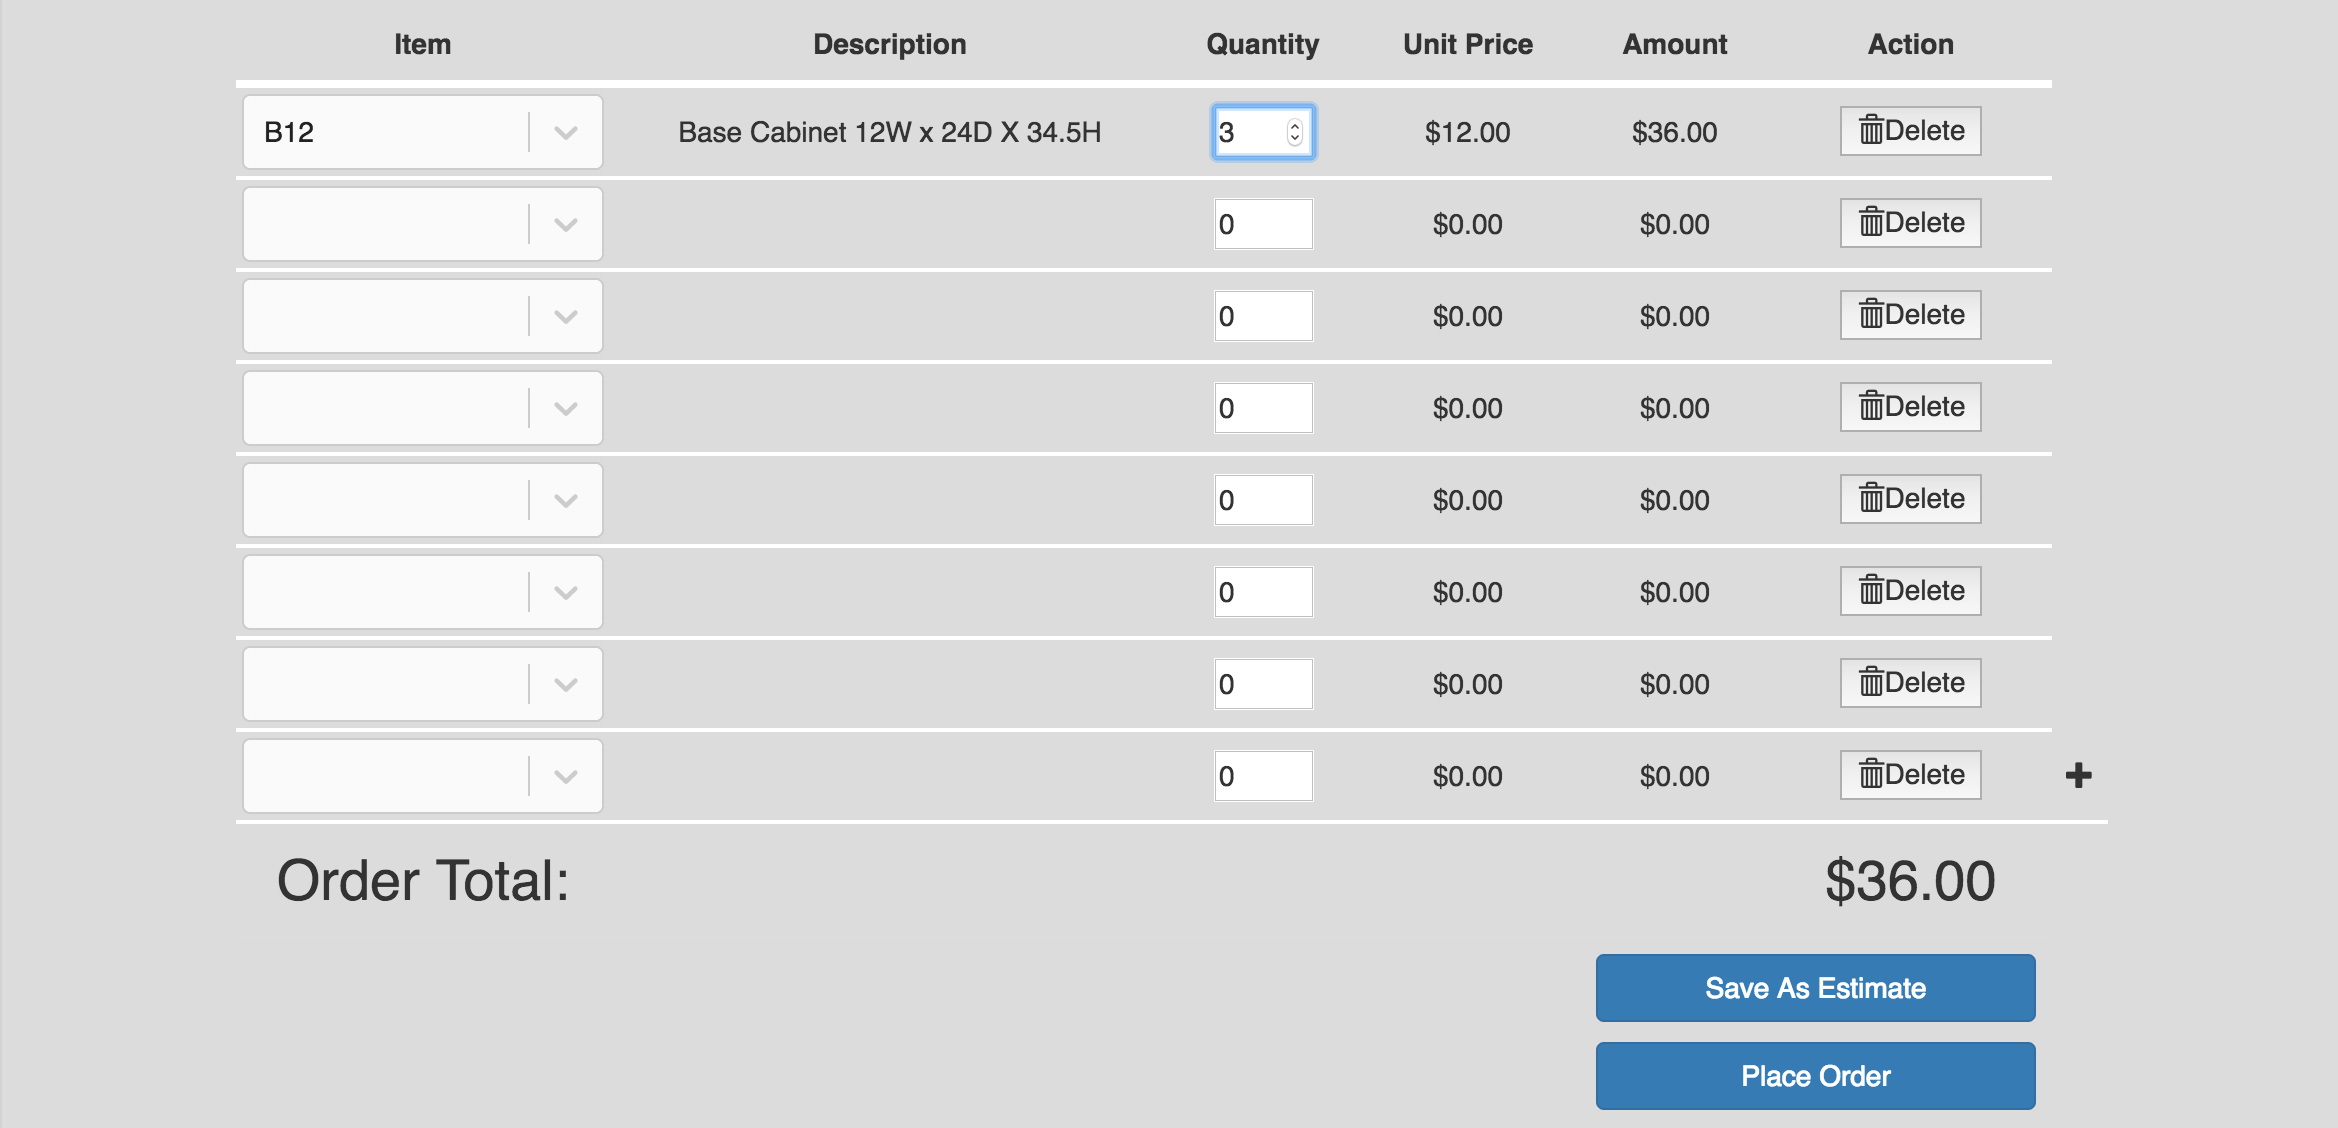 Item Description Quantity Unit Price Amount Action
B12 Base Cabinet 12W x 24D X 34.5H 3 $12.00 $36.00 Delete
0 $0.00 $0.00 Delete
0 $0.00 $0.00 Delete
0 $0.00 $0.00 Delete
0 $0.00 $0.00 Delete
0 $0.00 $0.00 Delete
0 $0.00 $0.00 Delete
0 $0.00 $0.00 Delete
Order Total: $36.00
Save As Estimate
Place Order